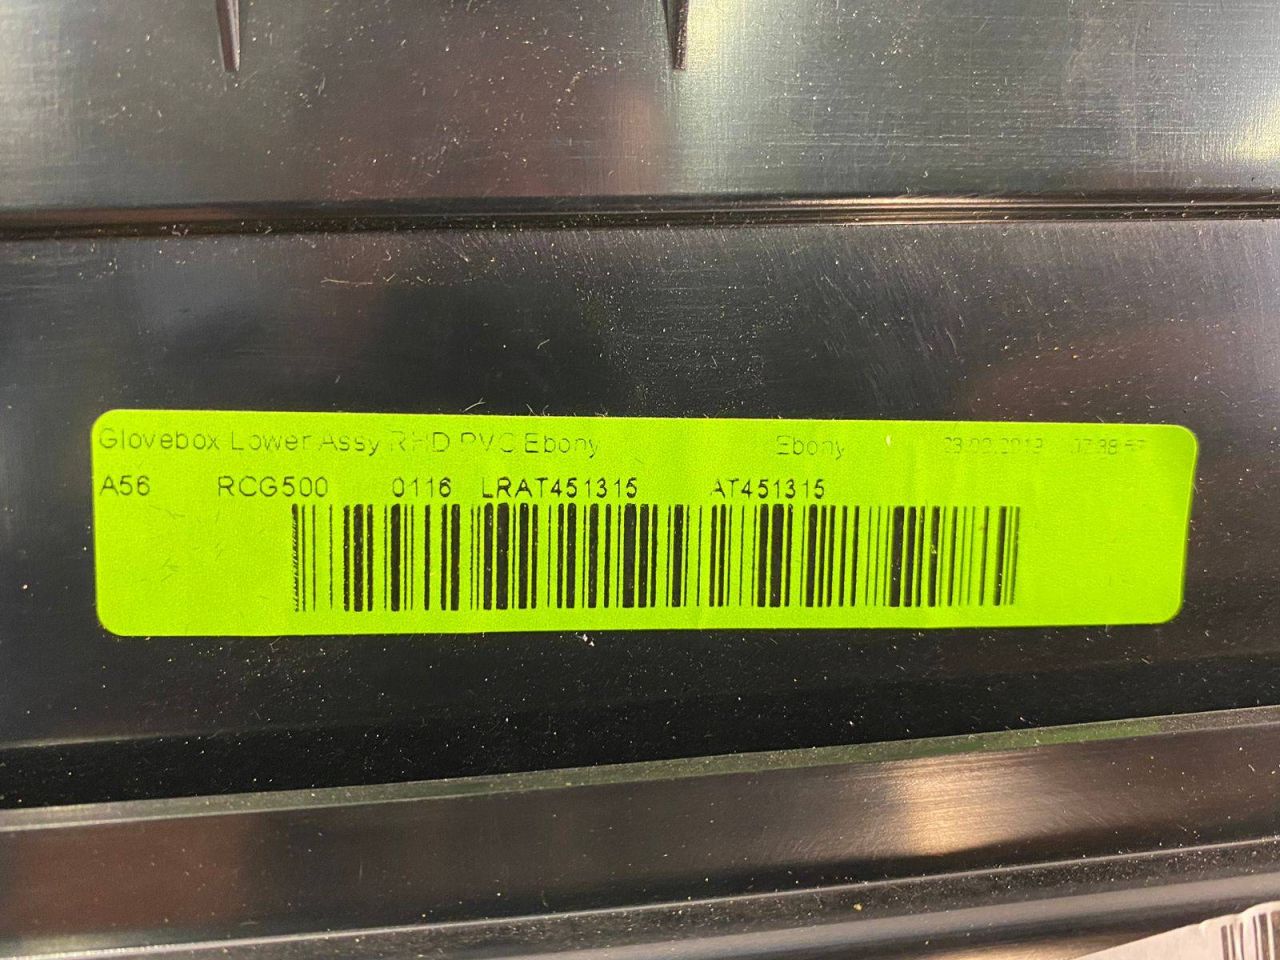 Glovebox Lower Assy RHD PVC Ebony Ebony
A56 RCG500 0116 LRAT451315 AT451315